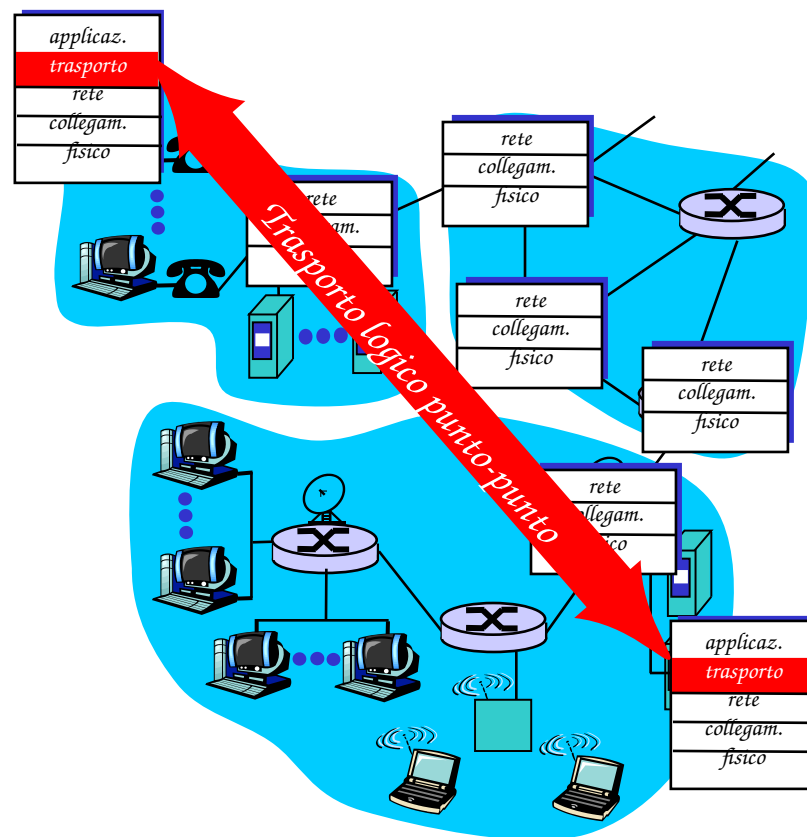 applicaz.
trasporto
rete
collegam.
fisico
rete
collegam.
fisico
rete
Trasporto logico punto-punto
rete
collegam.
fisico
rete
collegam.
fisico
rete
applicaz.
trasporto
rete
collegam.
fisico